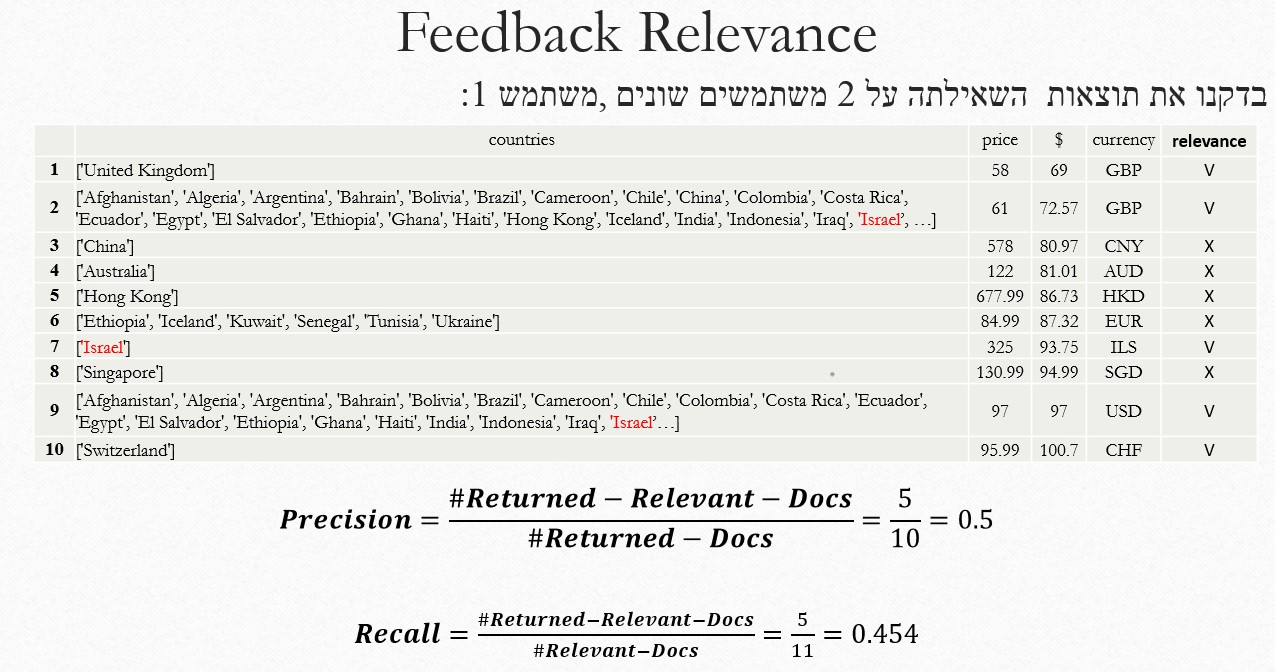 Feedback Relevance
בדקנו את תוצאות השאילתה על 2 משתמשים שונים ,משתמש 1:
countries price $ currency relevance
1 ['United Kingdom'] 58 69 GBP V
2 ['Afghanistan', 'Algeria', 'Argentina', 'Bahrain', 'Bolivia', 'Brazil', 'Cameroon', 'Chile', 'China', 'Colombia', 'Costa Rica',
'Ecuador', 'Egypt', 'El Salvador', 'Ethiopia', 'Ghana', 'Haiti', 'Hong Kong', 'Iceland', 'India', 'Indonesia', 'Iraq', 'Israel', …] 61 72.57 GBP V
3 ['China'] 578 80.97 CNY X
4 ['Australia'] 122 81.01 AUD X
5 ['Hong Kong'] 677.99 86.73 HKD X
6 ['Ethiopia', 'Iceland', 'Kuwait', 'Senegal', 'Tunisia', 'Ukraine'] 84.99 87.32 EUR X
7 ['Israel'] 325 93.75 ILS V
8 ['Singapore'] 130.99 94.99 SGD X
9 ['Afghanistan', 'Algeria', 'Argentina', 'Bahrain', 'Bolivia', 'Brazil', 'Cameroon', 'Chile', 'Colombia', 'Costa Rica', 'Ecuador',
'Egypt', 'El Salvador', 'Ethiopia', 'Ghana', 'Haiti', 'India', 'Indonesia', 'Iraq', 'Israel'…] 97 97 USD V
10 ['Switzerland'] 95.99 100.7 CHF V
Precision = #Returned − Relevant − Docs / #Returned − Docs = 5/10 = 0.5
Recall = #Returned−Relevant−Docs / #Relevant−Docs = 5/11 = 0.454